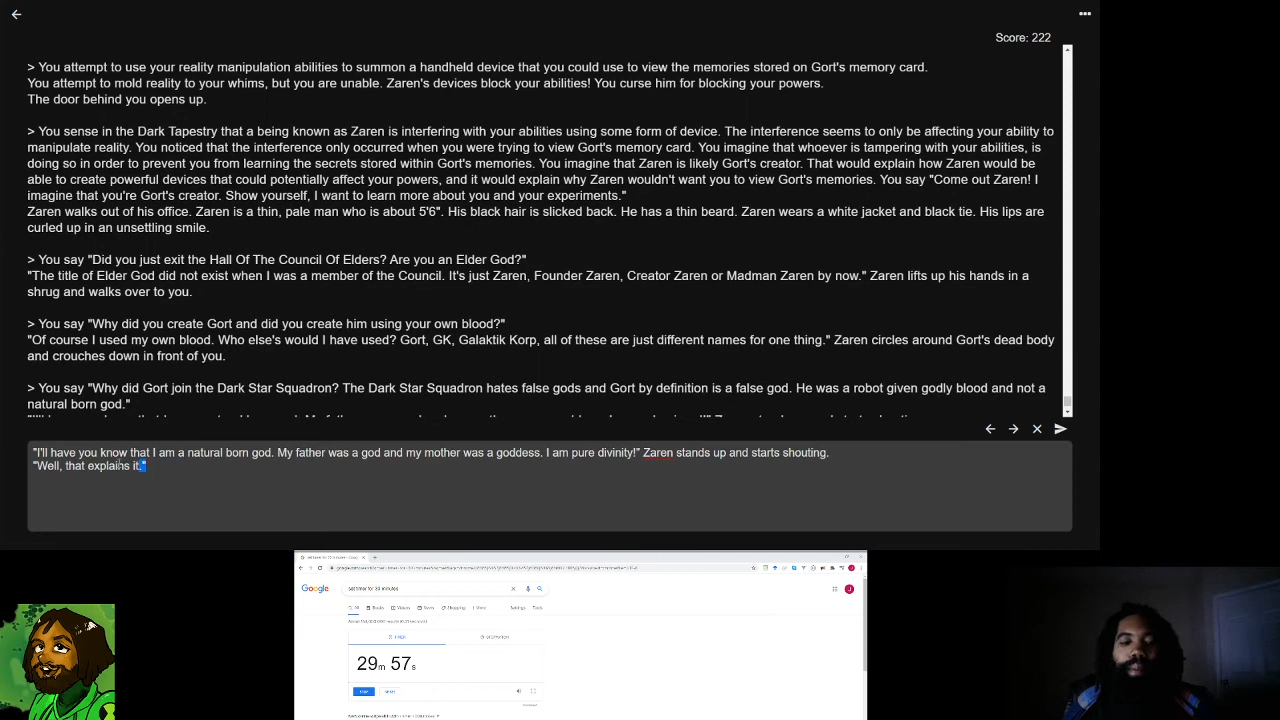 Score: 222
> You attempt to use your reality manipulation abilities to summon a handheld device that you could use to view the memories stored on Gort's memory card.
You attempt to mold reality to your whims, but you are unable. Zaren's devices block your abilities! You curse him for blocking your powers.
The door behind you opens up.
> You sense in the Dark Tapestry that a being known as Zaren is interfering with your abilities using some form of device. The interference seems to only be affecting your ability to
manipulate reality. You noticed that the interference only occurred when you were trying to view Gort's memory card. You imagine that whoever is tampering with your abilities, is
doing so in order to prevent you from learning the secrets stored within Gort's memories. You imagine that Zaren is likely Gort's creator. That would explain how Zaren would be
able to create powerful devices that could potentially affect your powers, and it would explain why Zaren wouldn't want you to view Gort's memories. You say "Come out Zaren! I
imagine that you're Gort's creator. Show yourself, I want to learn more about you and your experiments."
Zaren walks out of his office. Zaren is a thin, pale man who is about 5'6". His black hair is slicked back. He has a thin beard. Zaren wears a white jacket and black tie. His lips are
curled up in an unsettling smile.
> You say "Did you just exit the Hall Of The Council Of Elders? Are you an Elder God?"
"The title of Elder God did not exist when I was a member of the Council. It's just Zaren, Founder Zaren, Creator Zaren or Madman Zaren by now." Zaren lifts up his hands in a
shrug and walks over to you.
> You say "Why did you create Gort and did you create him using your own blood?"
"Of course I used my own blood. Who else's would I have used? Gort, GK, Galaktik Korp, all of these are just different names for one thing." Zaren circles around Gort's dead body
and crouches down in front of you.
> You say "Why did Gort join the Dark Star Squadron? The Dark Star Squadron hates false gods and Gort by definition is a false god. He was a robot given godly blood and not a
natural born god."
"I'll have you know that I am a natural born god. My father was a god and my mother was a goddess. I am pure divinity!" Zaren stands up and starts shouting.
"Well, that explains it."
Google
set timer for 30 minutes
All Books Videos News Shopping More Settings Tools
TIMER
STOPWATCH
29m 57s